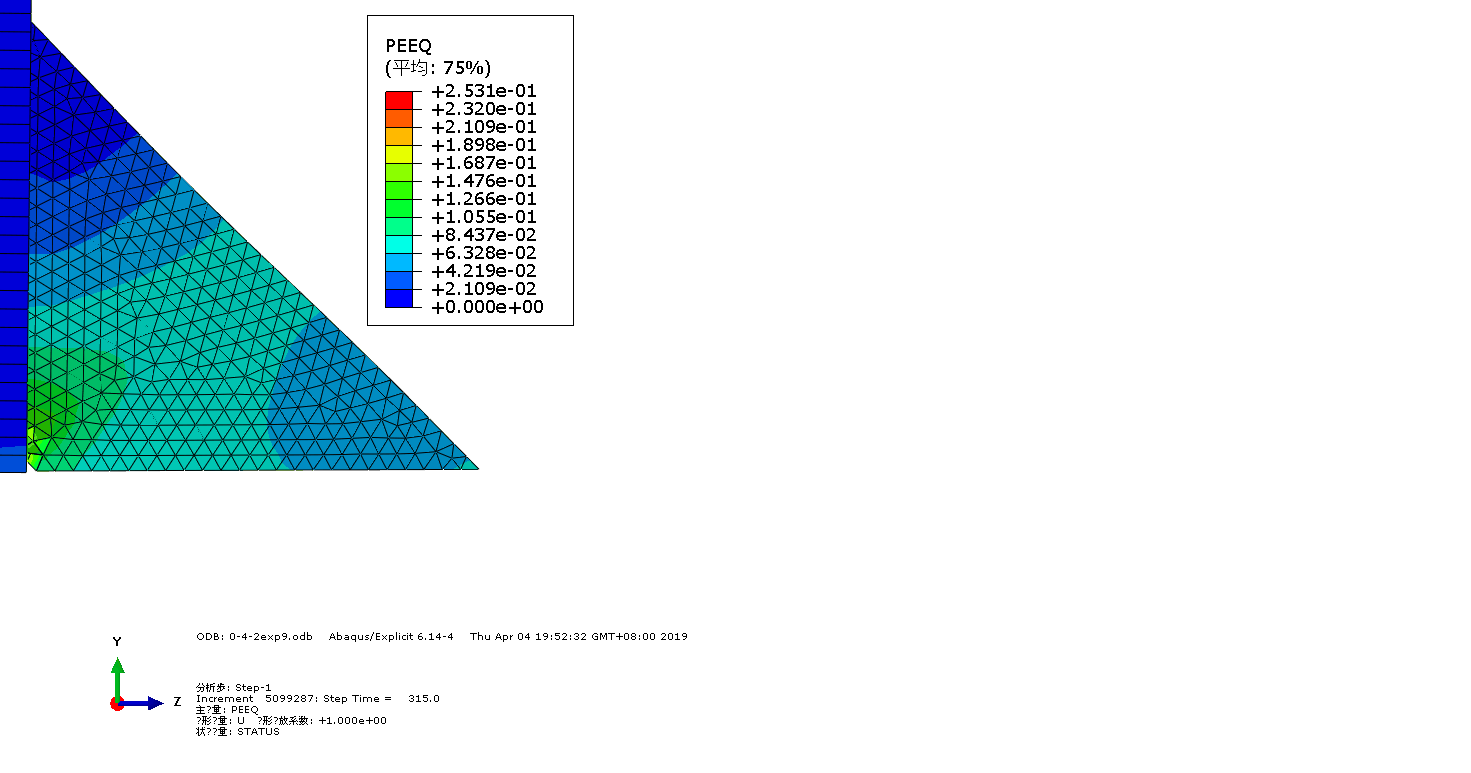 PEEQ
(平均: 75%)
+2.531e-01
+2.320e-01
+2.109e-01
+1.898e-01
+1.687e-01
+1.476e-01
+1.266e-01
+1.055e-01
+8.437e-02
+6.328e-02
+4.219e-02
+2.109e-02
+0.000e+00
Y
Z
ODB: 0-4-2exp9.odb Abaqus/Explicit 6.14-4 Thu Apr 04 19:52:32 GMT+08:00 2019
分析步: Step-1
Increment 5099287: Step Time = 315.0
主?量: PEEQ
?形?量: U ?形?放系数: +1.000e+00
状??量: STATUS